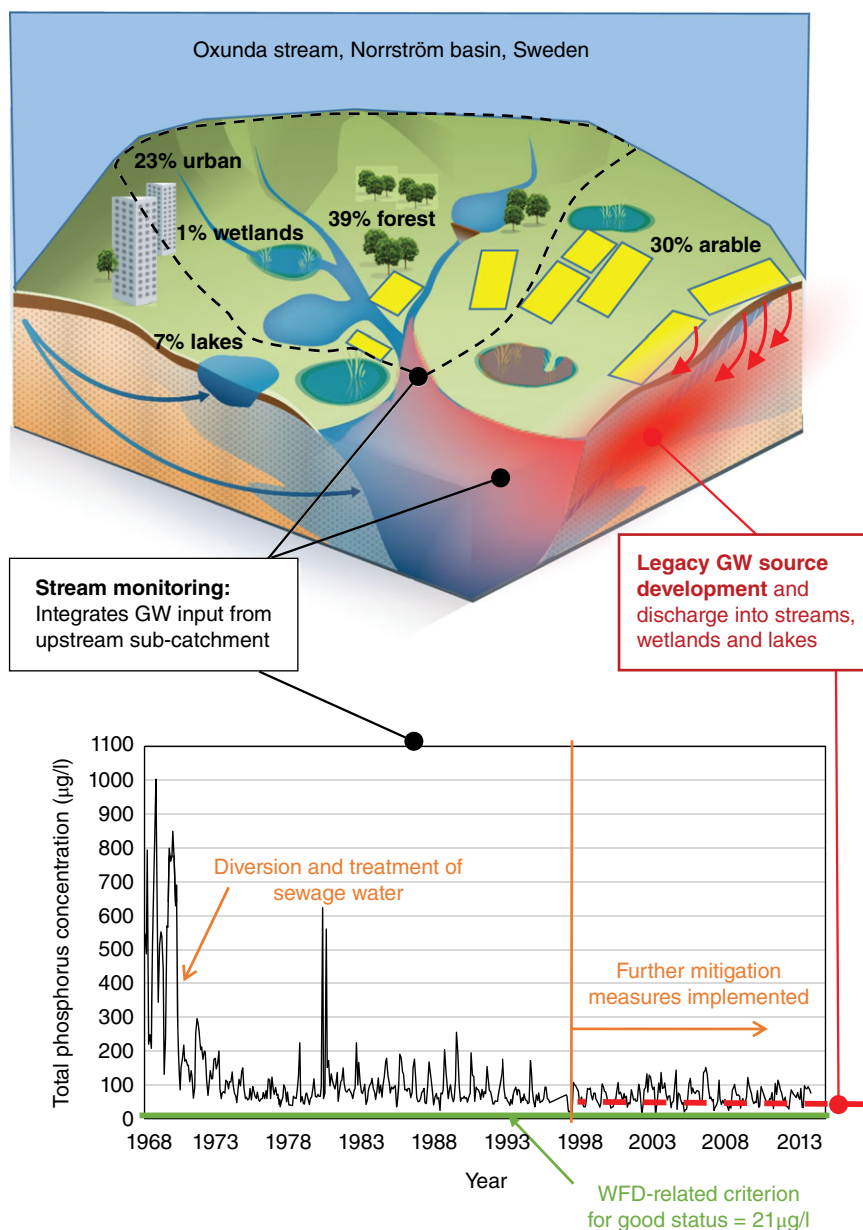 Oxunda stream, Norrström basin, Sweden
23% urban
1% wetlands
39% forest
30% arable
7% lakes
Stream monitoring:
Integrates GW input from
upstream sub-catchment
Legacy GW source
development and
discharge into streams,
wetlands and lakes
Total phosphorus concentration (µg/l)
1100
1000
900
800
700
600
500
400
300
200
100
0
Diversion and treatment of
sewage water
Further mitigation
measures implemented
1968 1973 1978 1983 1988 1993 1998 2003 2008 2013
Year
WFD-related criterion
for good status = 21µg/l